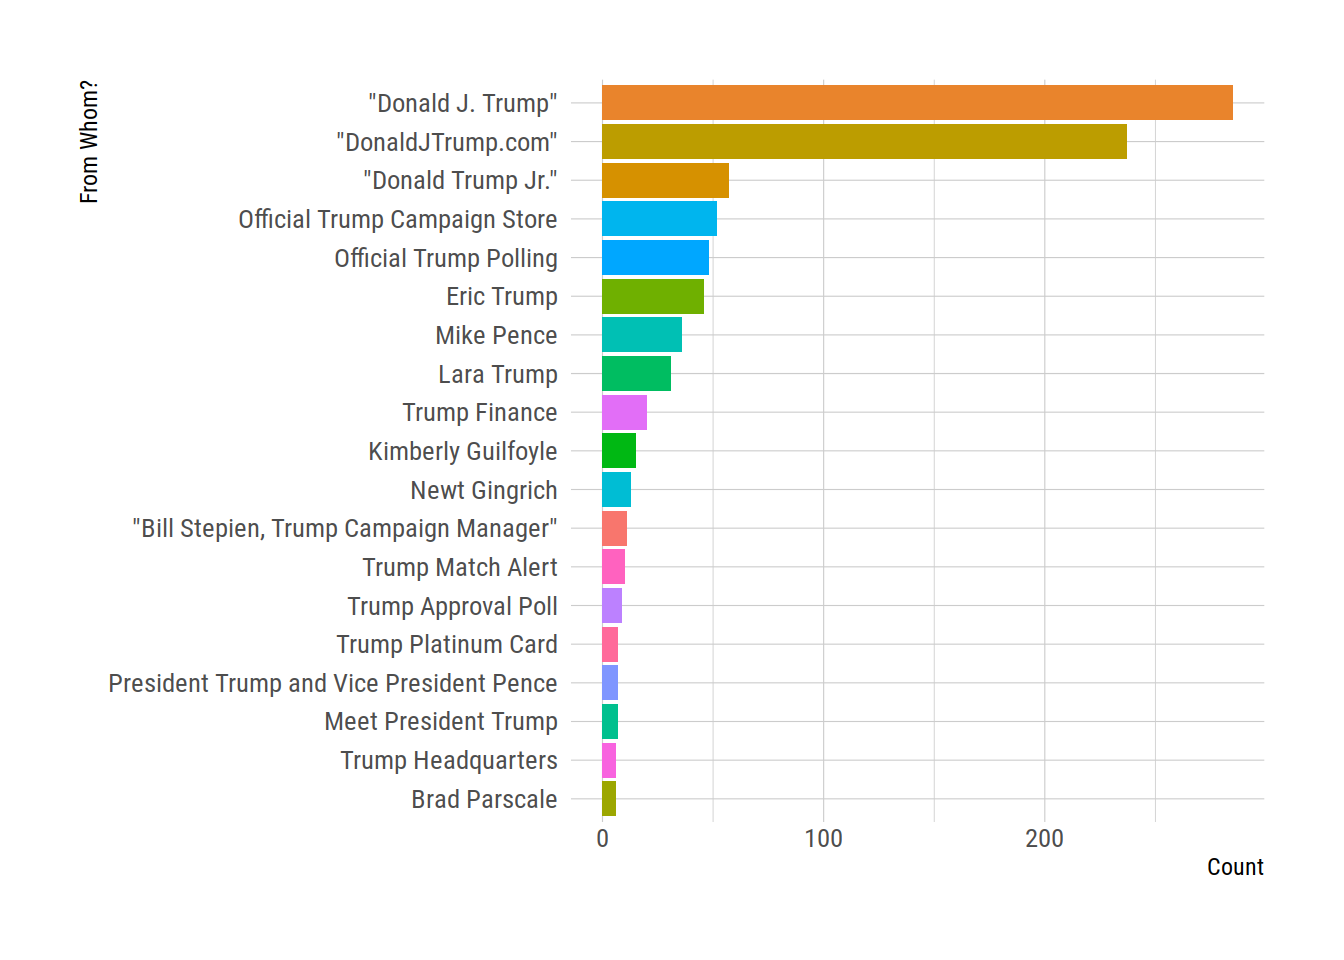 From Whom?
"Donald J. Trump"
"DonaldJTrump.com"
"Donald Trump Jr."
Official Trump Campaign Store
Official Trump Polling
Eric Trump
Mike Pence
Lara Trump
Trump Finance
Kimberly Guilfoyle
Newt Gingrich
"Bill Stepien, Trump Campaign Manager"
Trump Match Alert
Trump Approval Poll
Trump Platinum Card
President Trump and Vice President Pence
Meet President Trump
Trump Headquarters
Brad Parscale
0 100 200
Count